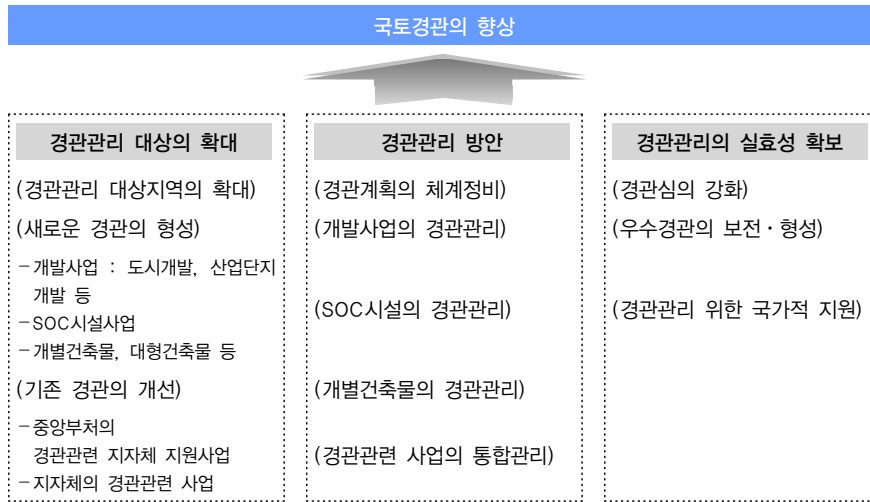 국토경관의 향상
경관관리 대상의 확대
(경관관리 대상지역의 확대)
(새로운 경관의 형성)
-개발사업 : 도시개발, 산업단지
개발 등
-SOC시설사업
-개별건축물, 대형건축물 등
(기존 경관의 개선)
-중앙부처의
경관관련 지자체 지원사업
-지자체의 경관관련 사업
경관관리 방안
(경관계획의 체계정비)
(개발사업의 경관관리)
(SOC시설의 경관관리)
(개별건축물의 경관관리)
(경관관련 사업의 통합관리)
경관관리의 실효성 확보
(경관심의 강화)
(우수경관의 보전·형성)
(경관관리 위한 국가적 지원)